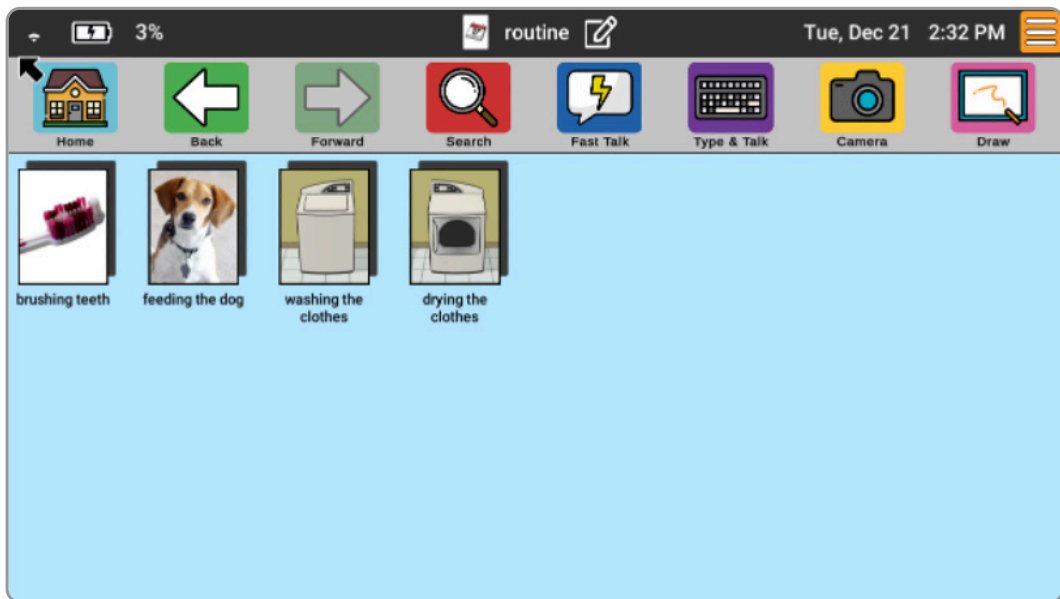 3% routine Tue, Dec 21 2:32 PM
Home Back Forward Search Fast Talk Type & Talk Camera Draw
brushing teeth
feeding the dog
washing the
clothes
drying the
clothes